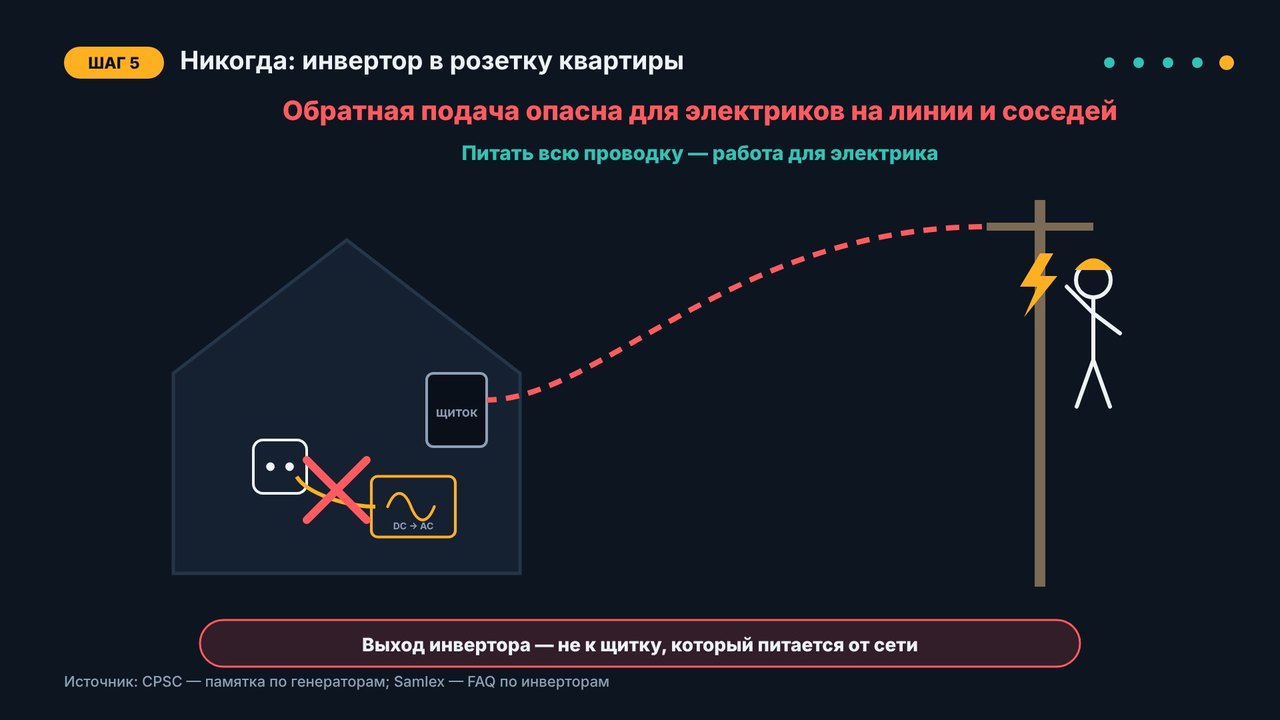 ШАГ 5
Никогда: инвертор в розетку квартиры
Обратная подача опасна для электриков на линии и соседей
Питать всю проводку — работа для электрика
щиток
DC → AC
Выход инвертора — не к щитку, который питается от сети
Источник: CPSC — памятка по генераторам; Samlex — FAQ по инверторам